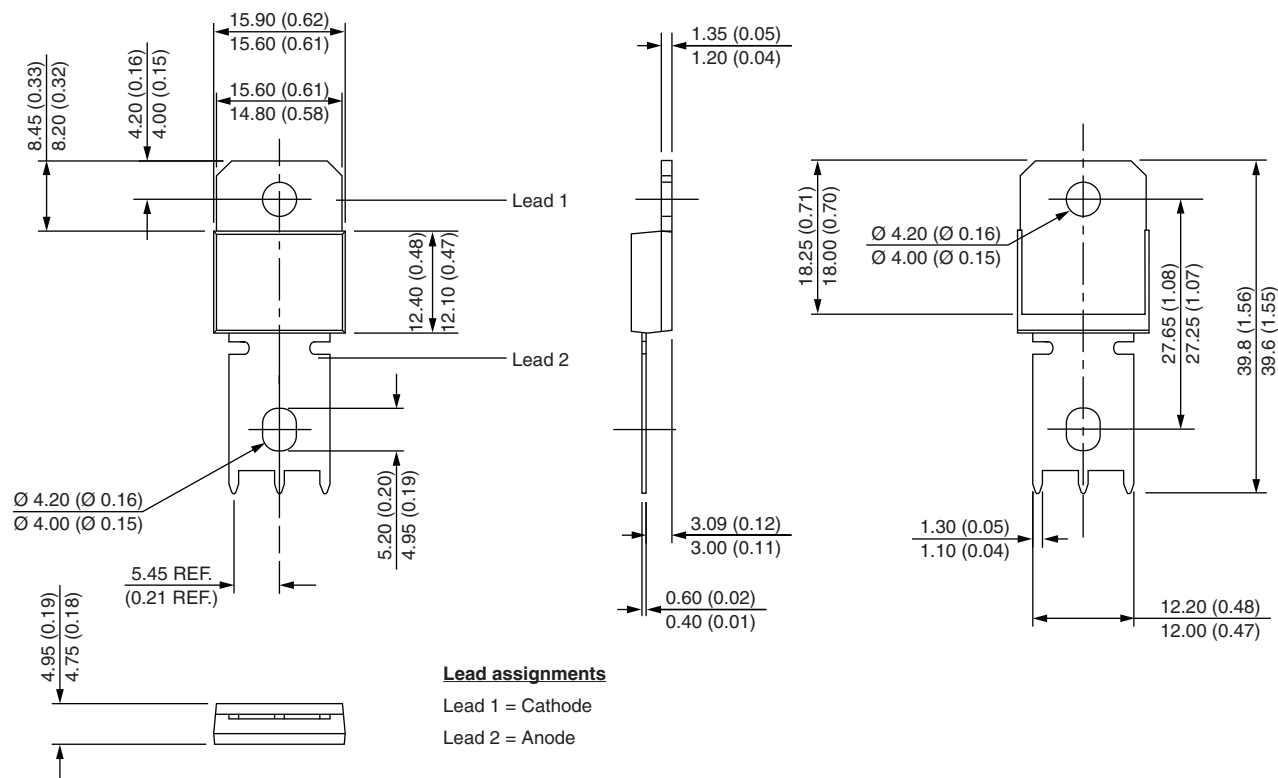 15.90 (0.62)
15.60 (0.61)
15.60 (0.61)
14.80 (0.58)
4.20 (0.16)
4.00 (0.15)
8.45 (0.33)
8.20 (0.32)
Lead 1
12.40 (0.48)
12.10 (0.47)
Lead 2
Ø 4.20 (Ø 0.16)
Ø 4.00 (Ø 0.15)
5.20 (0.20)
4.95 (0.19)
5.45 REF.
(0.21 REF.)
4.95 (0.19)
4.75 (0.18)
1.35 (0.05)
1.20 (0.04)
3.09 (0.12)
3.00 (0.11)
0.60 (0.02)
0.40 (0.01)
18.25 (0.71)
18.00 (0.70)
Ø 4.20 (Ø 0.16)
Ø 4.00 (Ø 0.15)
27.65 (1.08)
27.25 (1.07)
39.8 (1.56)
39.6 (1.55)
1.30 (0.05)
1.10 (0.04)
12.20 (0.48)
12.00 (0.47)
Lead assignments
Lead 1 = Cathode
Lead 2 = Anode